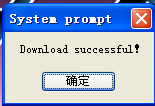 System prompt
Download successful!
确定